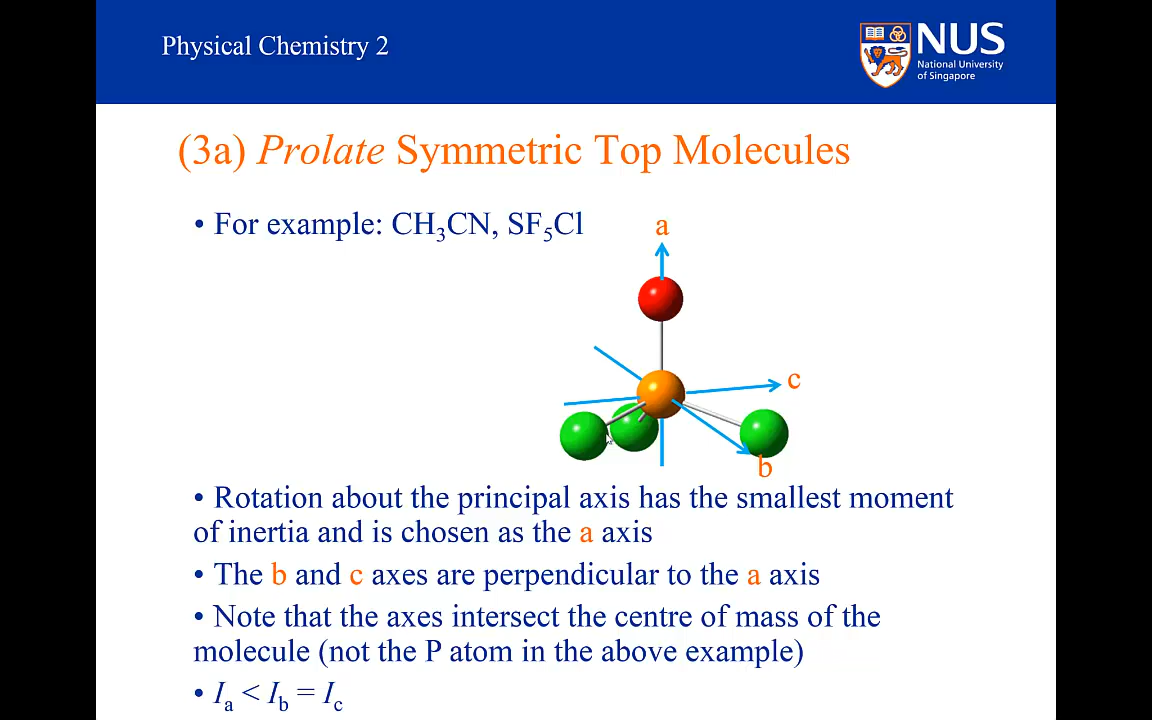 Physical Chemistry 2
NUS
National University
of Singapore
(3a) Prolate Symmetric Top Molecules
• For example: CH₃CN, SF₅Cl
a
c
b
• Rotation about the principal axis has the smallest moment
of inertia and is chosen as the a axis
• The b and c axes are perpendicular to the a axis
• Note that the axes intersect the centre of mass of the
molecule (not the P atom in the above example)
• Iₐ < I_b = I_c